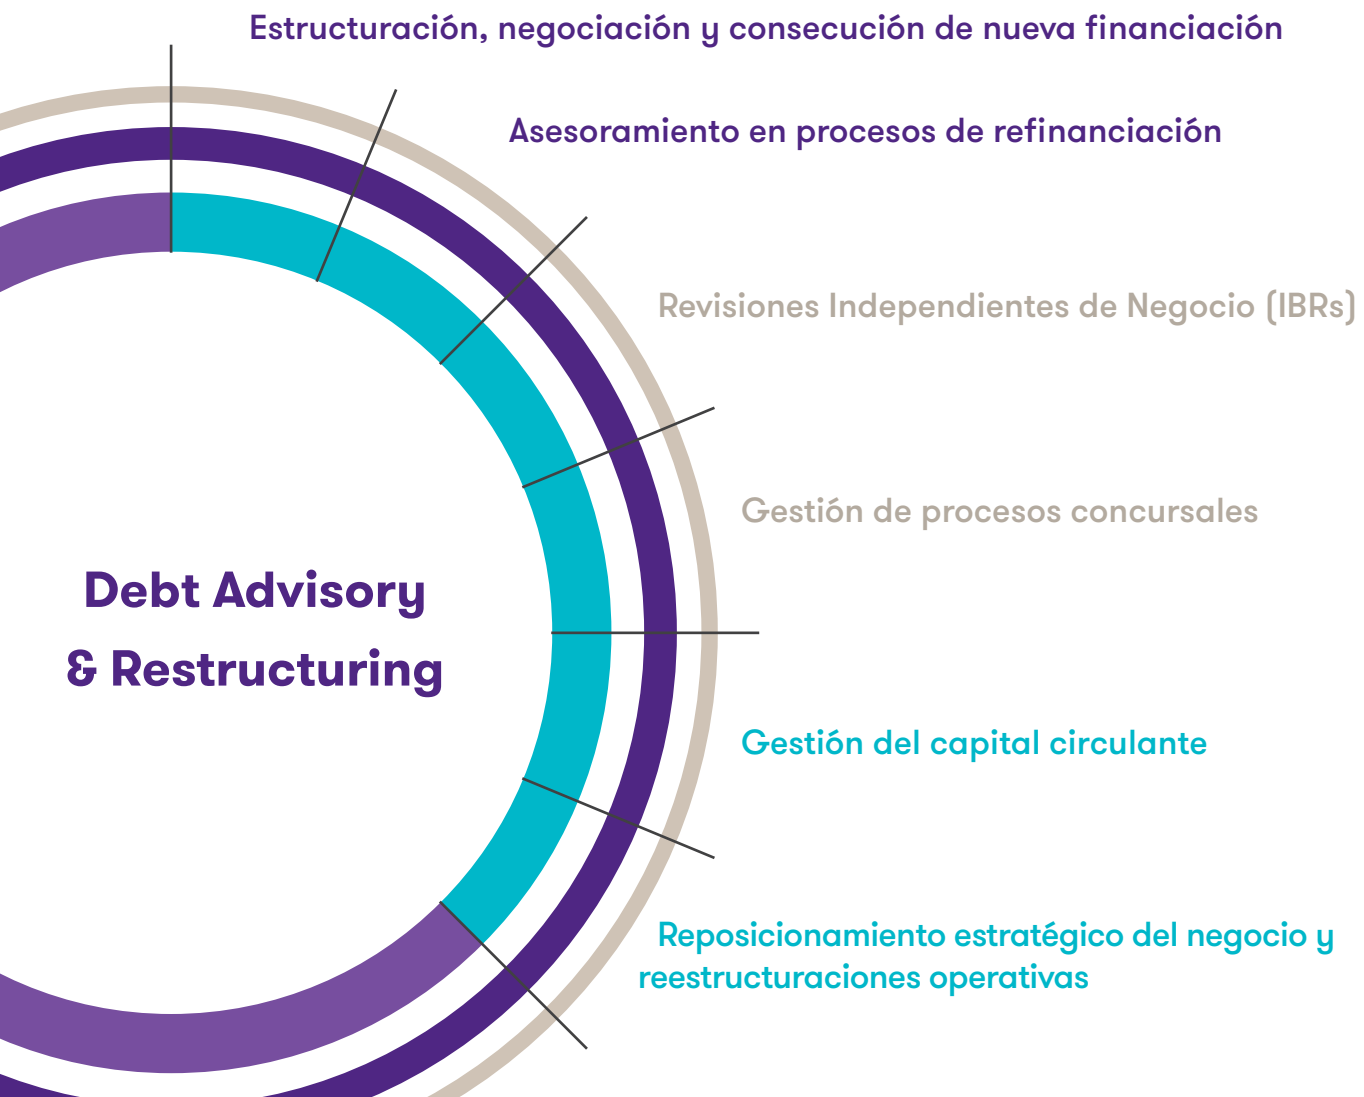 Estructuración, negociación y consecución de nueva financiación
Asesoramiento en procesos de refinanciación
Revisiones Independientes de Negocio (IBRs)
Gestión de procesos concursales
Debt Advisory
& Restructuring
Gestión del capital circulante
Reposicionamiento estratégico del negocio y
reestructuraciones operativas